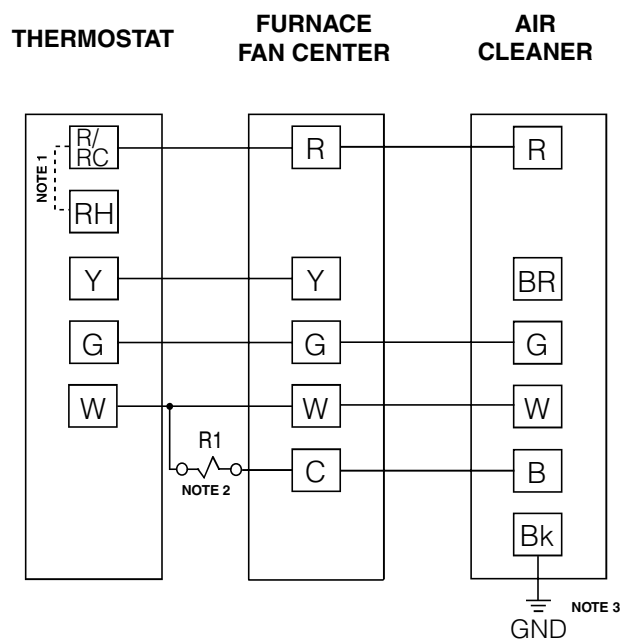 THERMOSTAT
FURNACE
FAN CENTER
AIR
CLEANER
NOTE 1
R/
RC
R
R
RH
Y
Y
BR
G
G
G
W
W
W
R1
NOTE 2
C
B
Bk
NOTE 3
GND